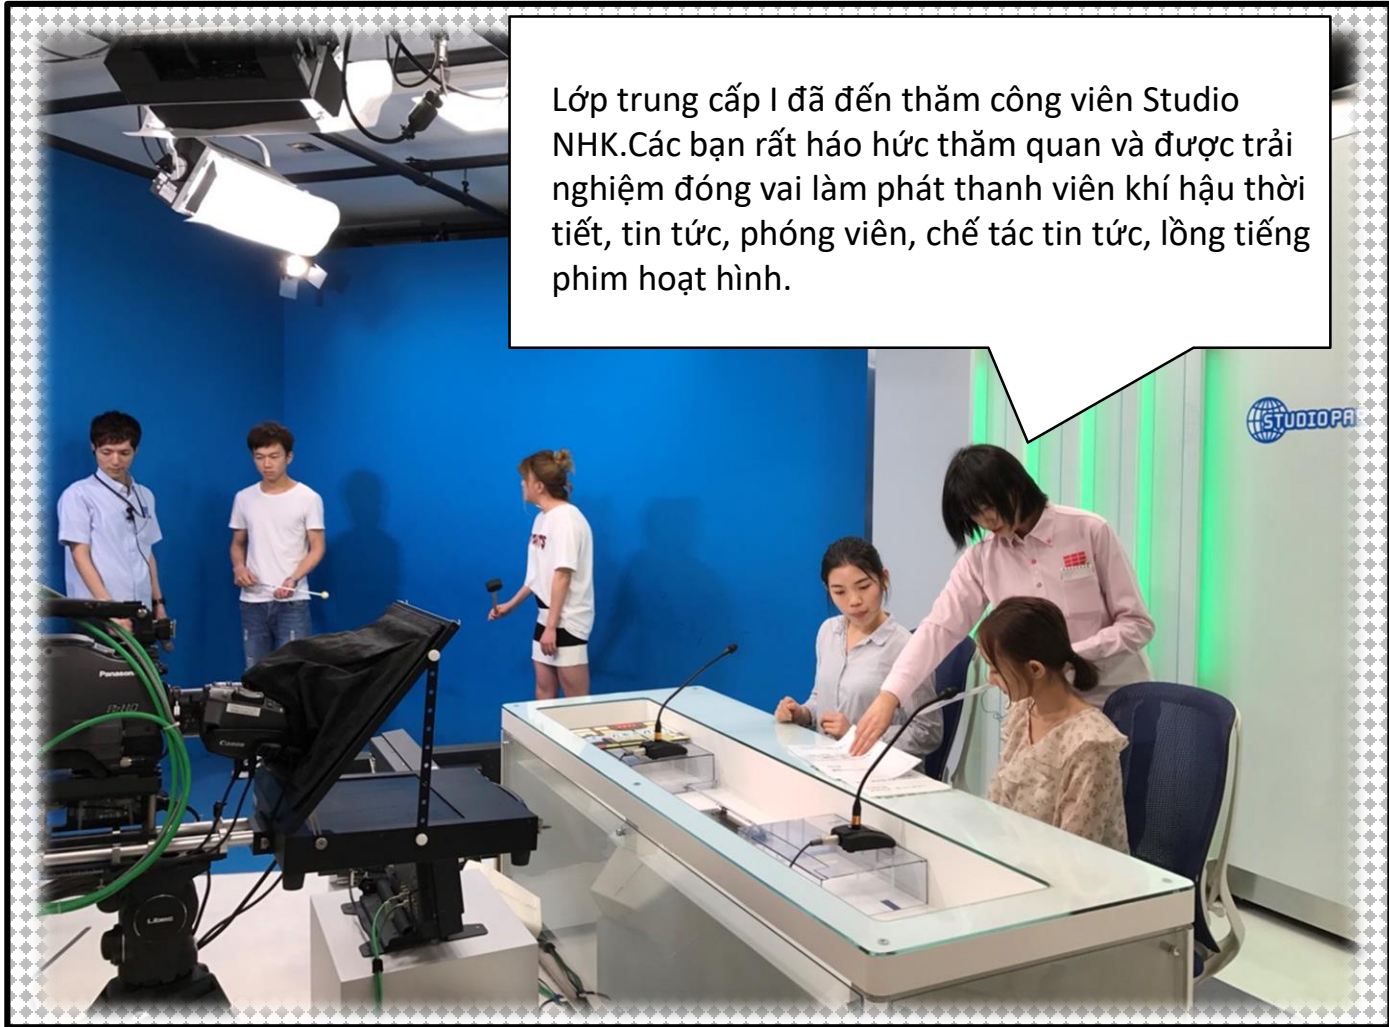 Lớp trung cấp I đã đến thăm công viên Studio
NHK.Các bạn rất háo hức thăm quan và được trải
nghiệm đóng vai làm phát thanh viên khí hậu thời
tiết, tin tức, phóng viên, chế tác tin tức, lồng tiếng
phim hoạt hình.
STUDIOPA
Panasonic
Canon
Libec